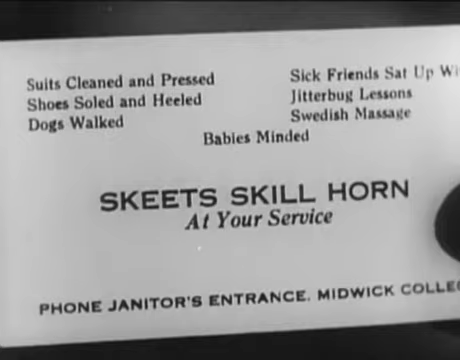 Suits Cleaned and Pressed
Shoes Soled and Heeled
Dogs Walked
Sick Friends Sat Up
Jitterbug Lessons
Swedish Massage
Babies Minded
SKEETS SKILL HORN
At Your Service
PHONE JANITOR'S ENTRANCE, MIDWICK